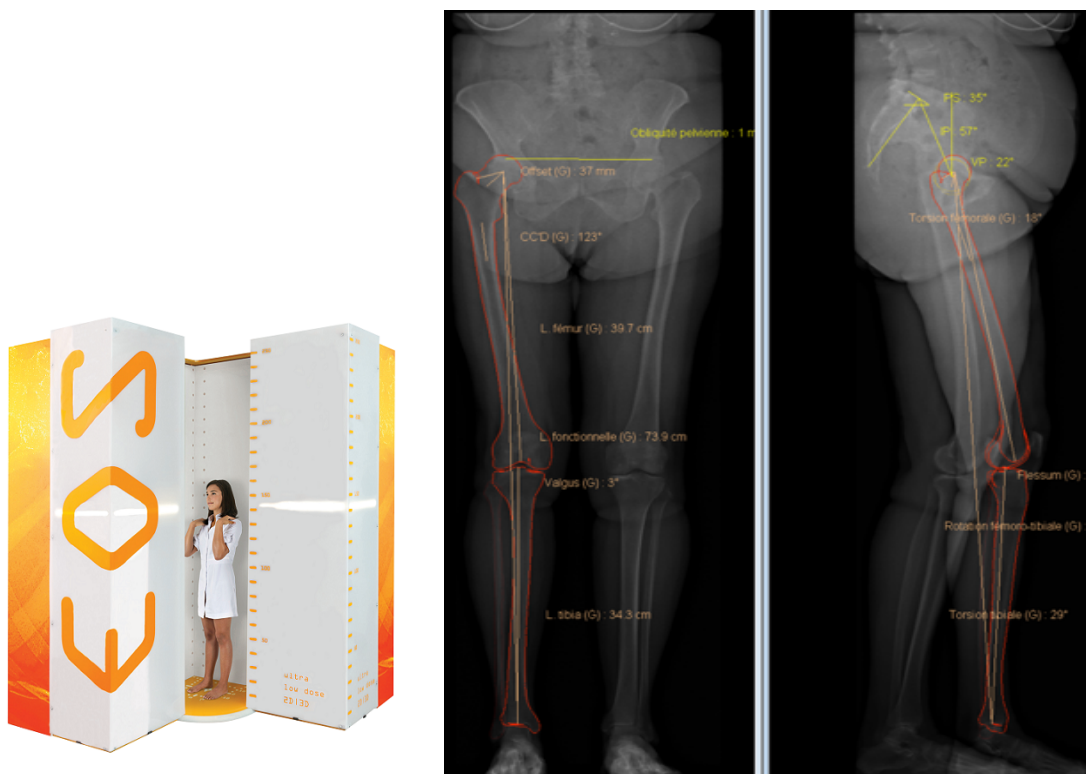 EOS
ultra
low dose
2D|3D
Obliquité pelvienne : 1 m
Offset (G) : 37 mm
CC'D (G) : 123°
L. fémur (G) : 39.7 cm
L. fonctionnelle (G) : 73.9 cm
Valgus (G) : 3°
L. tibia (G) : 34.3 cm
PS : 35°
IP : 57°
VP : 22°
Torsion fémorale (G) : 18°
Flessum (G) :
Rotation fémoro-tibiale (G) :
Torsion tibiale (G) : 29°